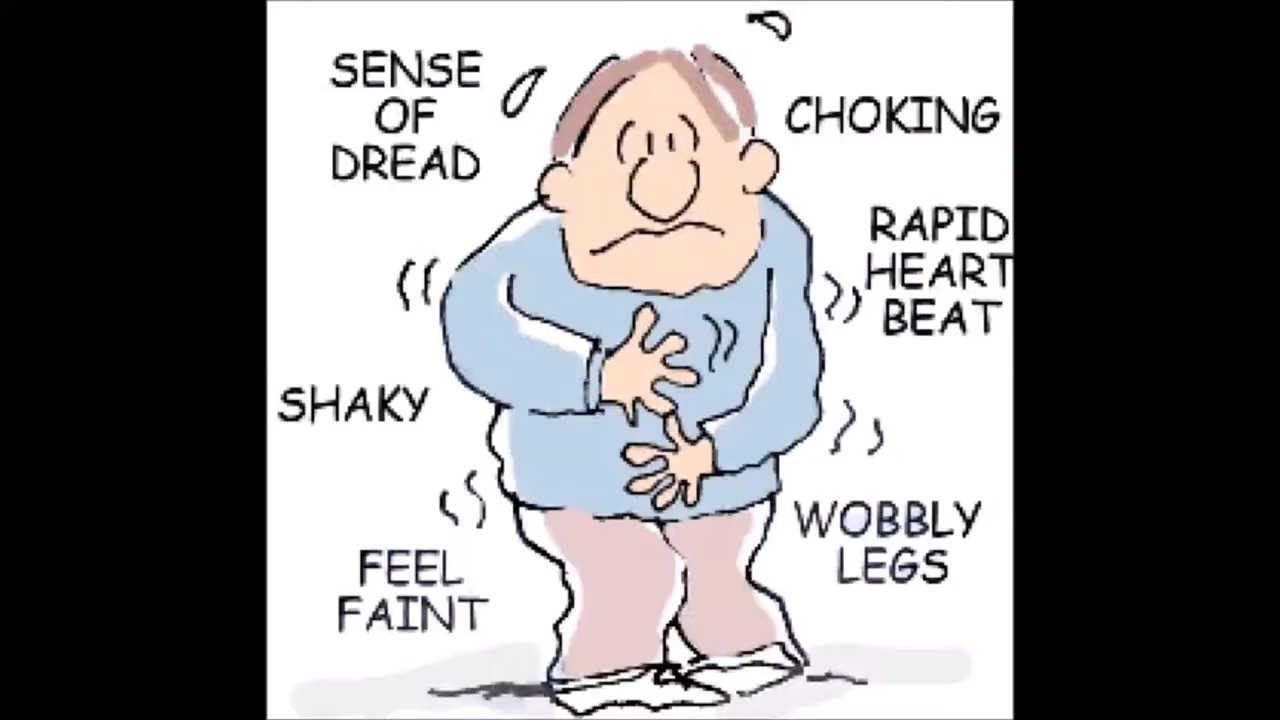 SENSE
OF
DREAD
CHOKING
RAPID
HEART
BEAT
SHAKY
WOBBLY
LEGS
FEEL
FAINT